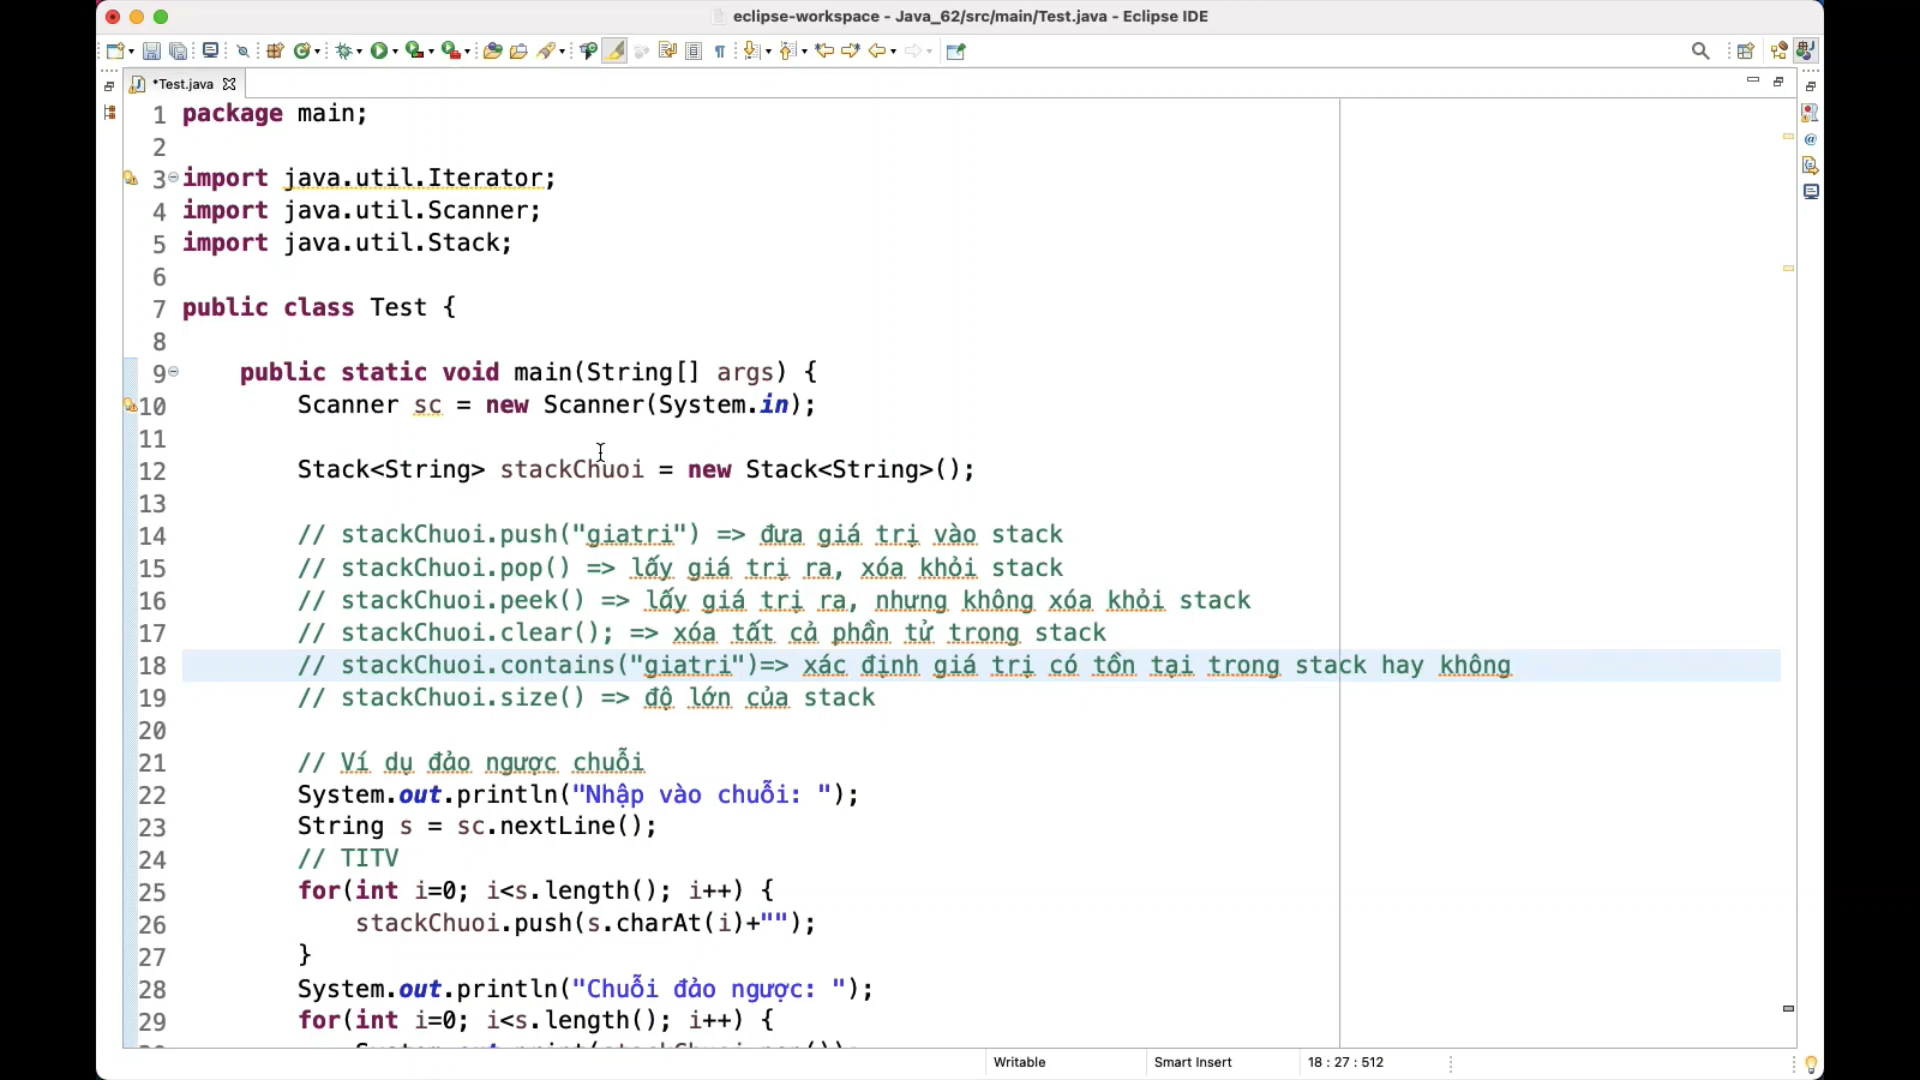 eclipse-workspace - Java_62/src/main/Test.java - Eclipse IDE
*Test.java
1 package main;
2
3 import java.util.Iterator;
4 import java.util.Scanner;
5 import java.util.Stack;
6
7 public class Test {
8
9 public static void main(String[] args) {
10 Scanner sc = new Scanner(System.in);
11
12 Stack<String> stackChuoi = new Stack<String>();
13
14 // stackChuoi.push("giatri") => đưa giá trị vào stack
15 // stackChuoi.pop() => lấy giá trị ra, xóa khỏi stack
16 // stackChuoi.peek() => lấy giá trị ra, nhưng không xóa khỏi stack
17 // stackChuoi.clear(); => xóa tất cả phần tử trong stack
18 // stackChuoi.contains("giatri")=> xác định giá trị có tồn tại trong stack hay không
19 // stackChuoi.size() => độ lớn của stack
20
21 // Ví dụ đảo ngược chuỗi
22 System.out.println("Nhập vào chuỗi: ");
23 String s = sc.nextLine();
24 // TITV
25 for(int i=0; i<s.length(); i++) {
26 stackChuoi.push(s.charAt(i)+"");
27 }
28 System.out.println("Chuỗi đảo ngược: ");
29 for(int i=0; i<s.length(); i++) {
Writable
Smart Insert
18 : 27 : 512